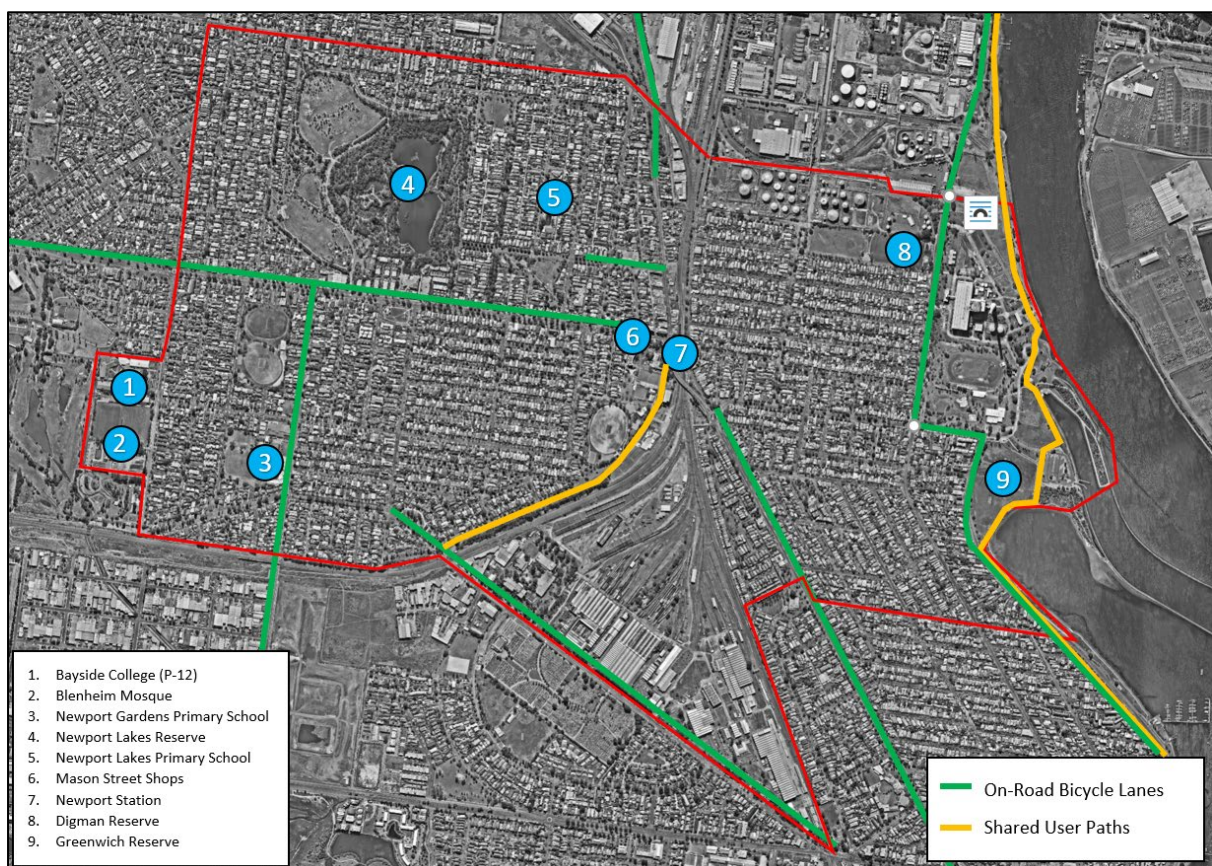 4
5
8
6
7
1
2
3
9
1. Bayside College (P-12)
2. Blenheim Mosque
3. Newport Gardens Primary School
4. Newport Lakes Reserve
5. Newport Lakes Primary School
6. Mason Street Shops
7. Newport Station
8. Digman Reserve
9. Greenwich Reserve
On-Road Bicycle Lanes
Shared User Paths